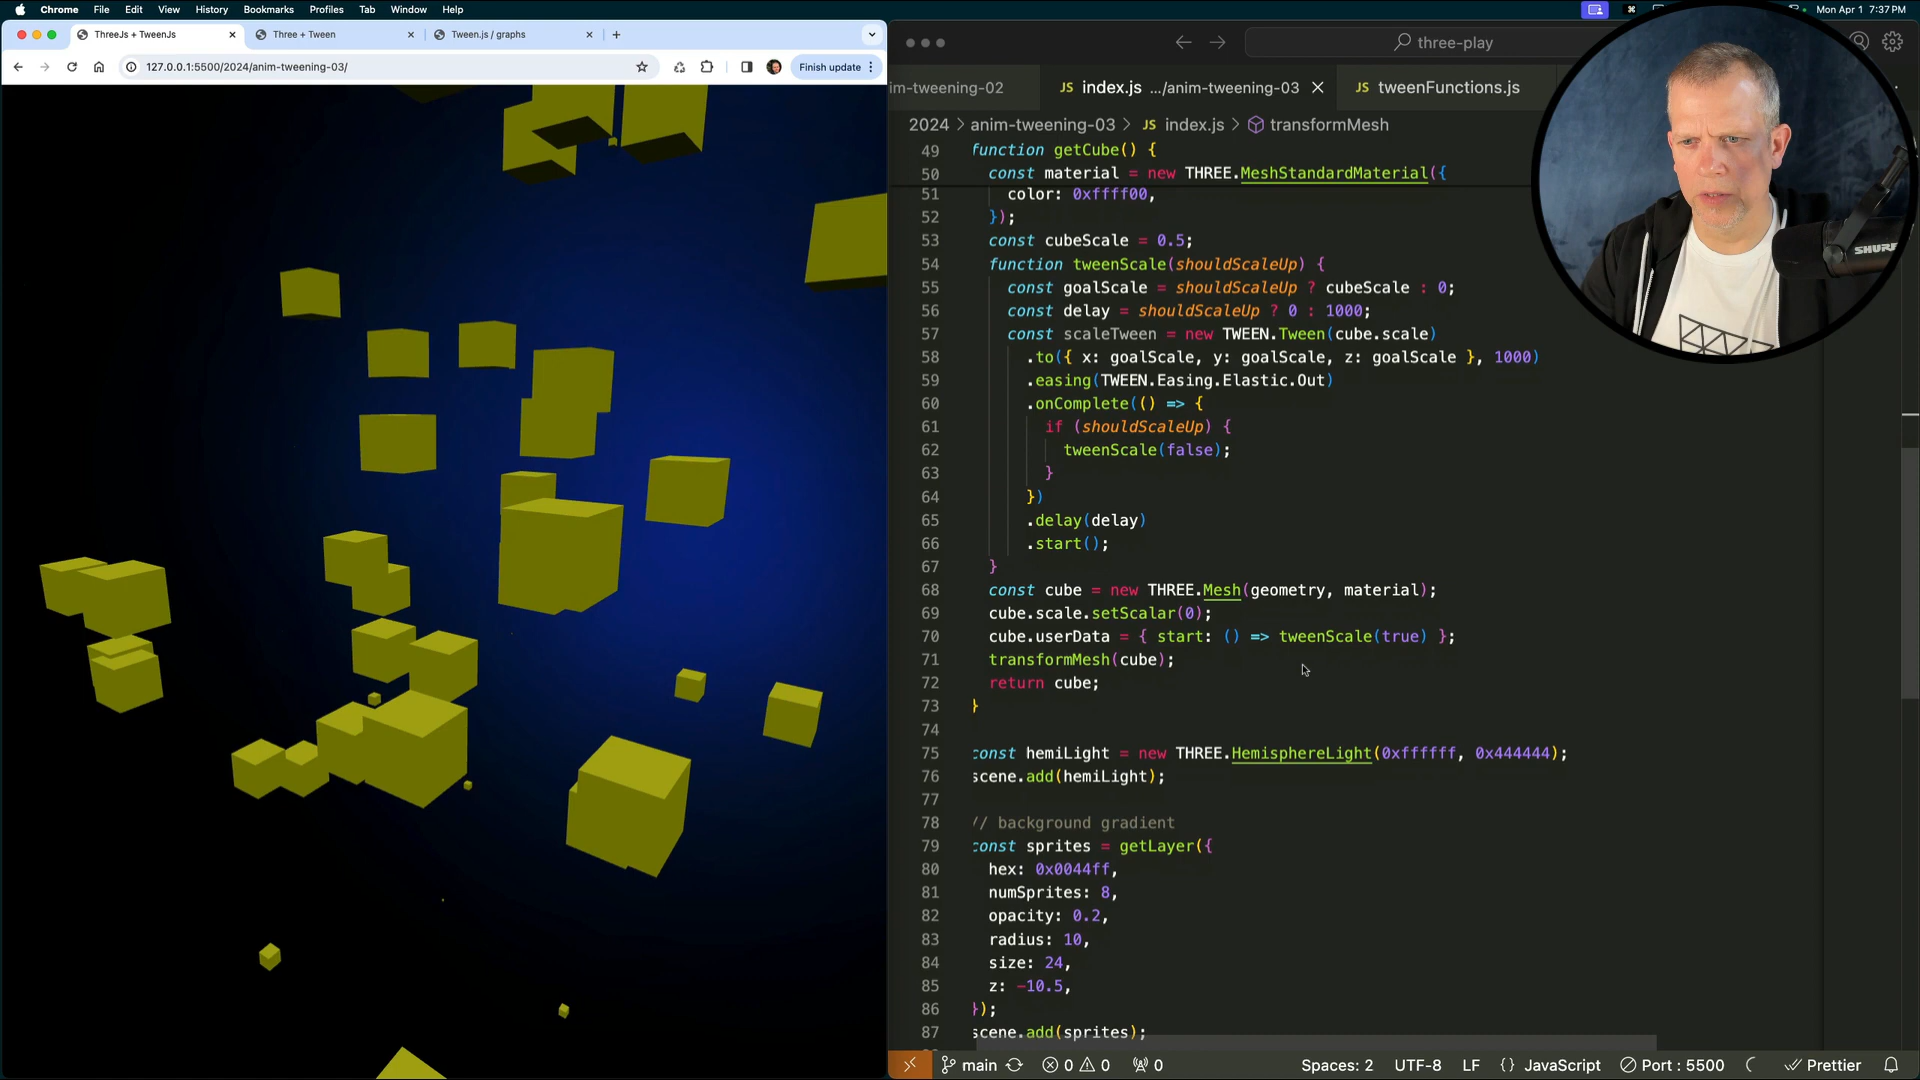 Chrome File Edit View History Bookmarks Profiles Tab Window Help
Mon Apr 1 7:37 PM
ThreeJs + TweenJs
Three + Tween
Tween.js / graphs
127.0.0.1:5500/2024/anim-tweening-03/
Finish update
three-play
im-tweening-02
JS index.js .../anim-tweening-03
JS tweenFunctions.js
2024 > anim-tweening-03 > JS index.js > transformMesh
49 function getCube() {
50 const material = new THREE.MeshStandardMaterial({
51 color: 0xffff00,
52 });
53 const cubeScale = 0.5;
54 function tweenScale(shouldScaleUp) {
55 const goalScale = shouldScaleUp ? cubeScale : 0;
56 const delay = shouldScaleUp ? 0 : 1000;
57 const scaleTween = new TWEEN.Tween(cube.scale)
58 .to({ x: goalScale, y: goalScale, z: goalScale }, 1000)
59 .easing(TWEEN.Easing.Elastic.Out)
60 .onComplete(() => {
61 if (shouldScaleUp) {
62 tweenScale(false);
63 }
64 })
65 .delay(delay)
66 .start();
67 }
68 const cube = new THREE.Mesh(geometry, material);
69 cube.scale.setScalar(0);
70 cube.userData = { start: () => tweenScale(true) };
71 transformMesh(cube);
72 return cube;
73 }
74
75 const hemiLight = new THREE.HemisphereLight(0xffffff, 0x444444);
76 scene.add(hemiLight);
77
78 // background gradient
79 const sprites = getLayer({
80 hex: 0x0044ff,
81 numSprites: 8,
82 opacity: 0.2,
83 radius: 10,
84 size: 24,
85 z: -10.5,
86 });
87 scene.add(sprites);
main 0 0 0 Spaces: 2 UTF-8 LF {} JavaScript Port : 5500 Prettier
SHURE